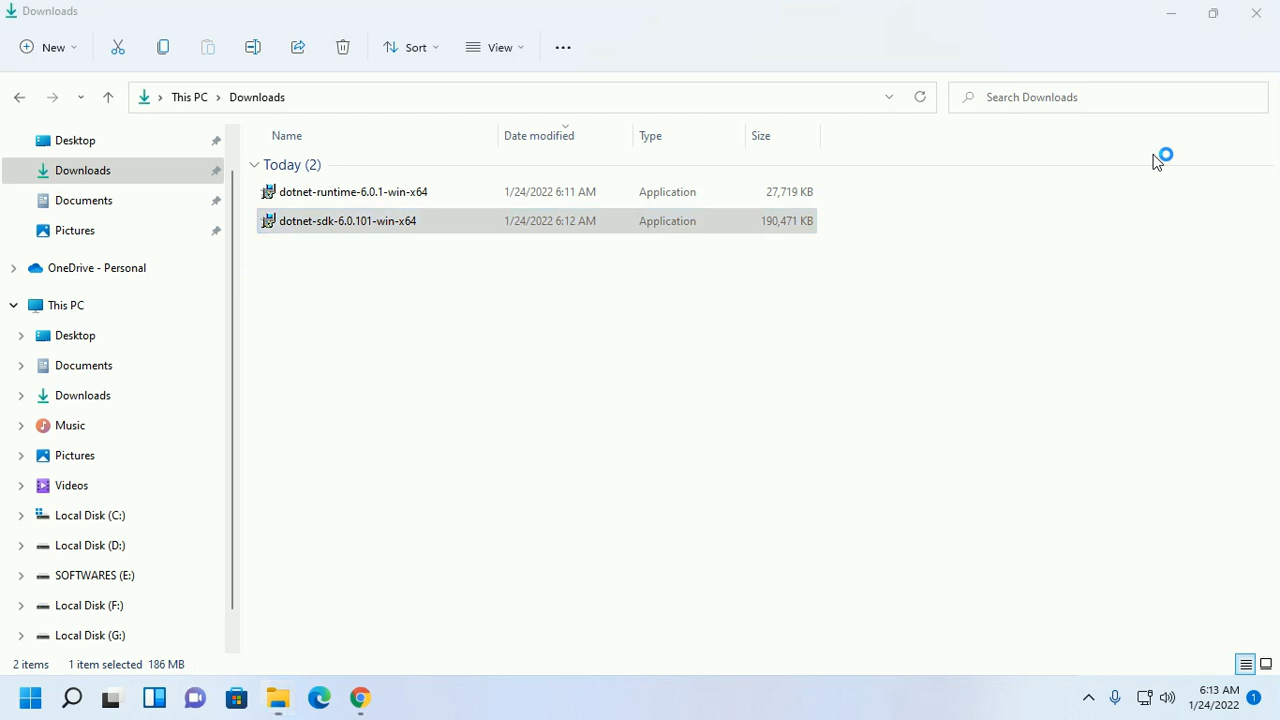 Downloads
New
Sort
View
This PC
Downloads
Search Downloads
Name
Date modified
Type
Size
Desktop
Downloads
Documents
Pictures
OneDrive - Personal
This PC
Desktop
Documents
Downloads
Music
Pictures
Videos
Local Disk (C:)
Local Disk (D:)
SOFTWARES (E:)
Local Disk (F:)
Local Disk (G:)
Today (2)
dotnet-runtime-6.0.1-win-x64 1/24/2022 6:11 AM Application 27,719 KB
dotnet-sdk-6.0.101-win-x64 1/24/2022 6:12 AM Application 190,471 KB
2 items 1 item selected 186 MB
6:13 AM
1/24/2022
1